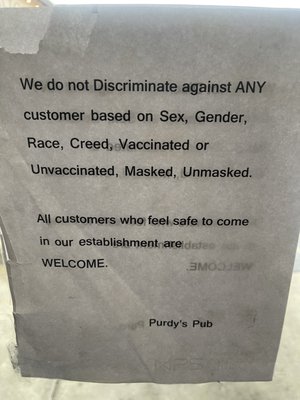 We do not Discriminate against ANY
customer based on Sex, Gender,
Race, Creed, Vaccinated or
Unvaccinated, Masked, Unmasked.
All customers who feel safe to come
in our establishment are
WELCOME.
Purdy's Pub